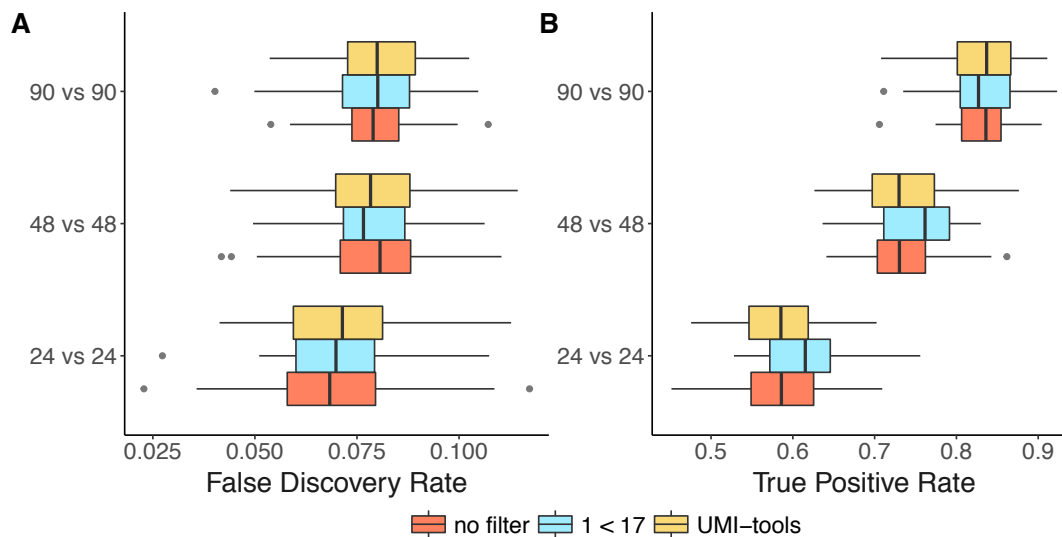 A
90 vs 90
48 vs 48
24 vs 24
0.025 0.050 0.075 0.100
False Discovery Rate
B
90 vs 90
48 vs 48
24 vs 24
0.5 0.6 0.7 0.8 0.9
True Positive Rate
no filter 1 < 17 UMI−tools